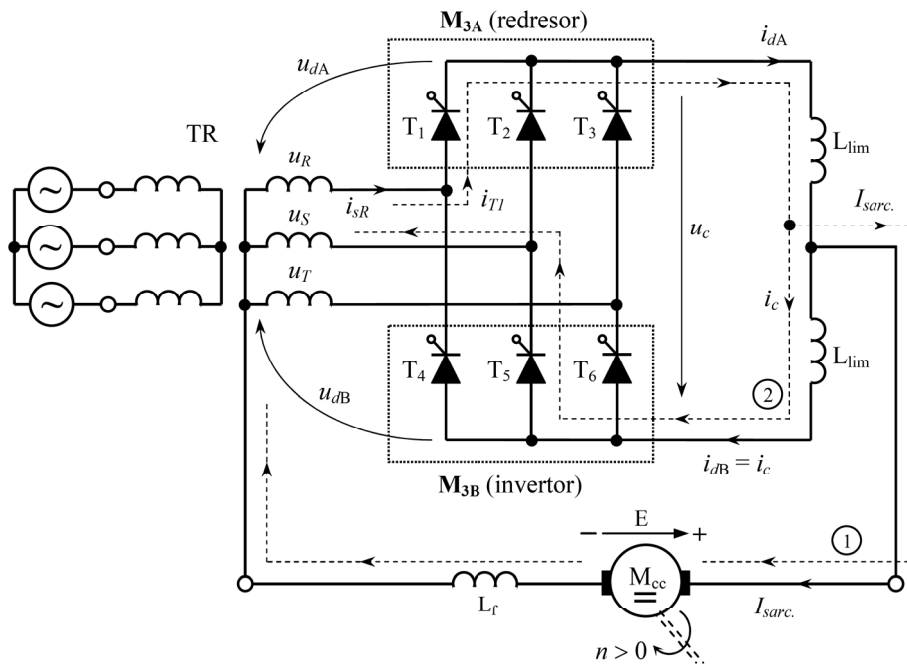 M3A (redresor)
idA
udA
TR
T1
T2
T3
Llim
uR
isR
iT1
Isarc.
uS
uc
uT
ic
T4
T5
T6
Llim
udB
2
idB = ic
M3B (invertor)
E
- +
1
Mcc
Lf
Isarc.
n > 0